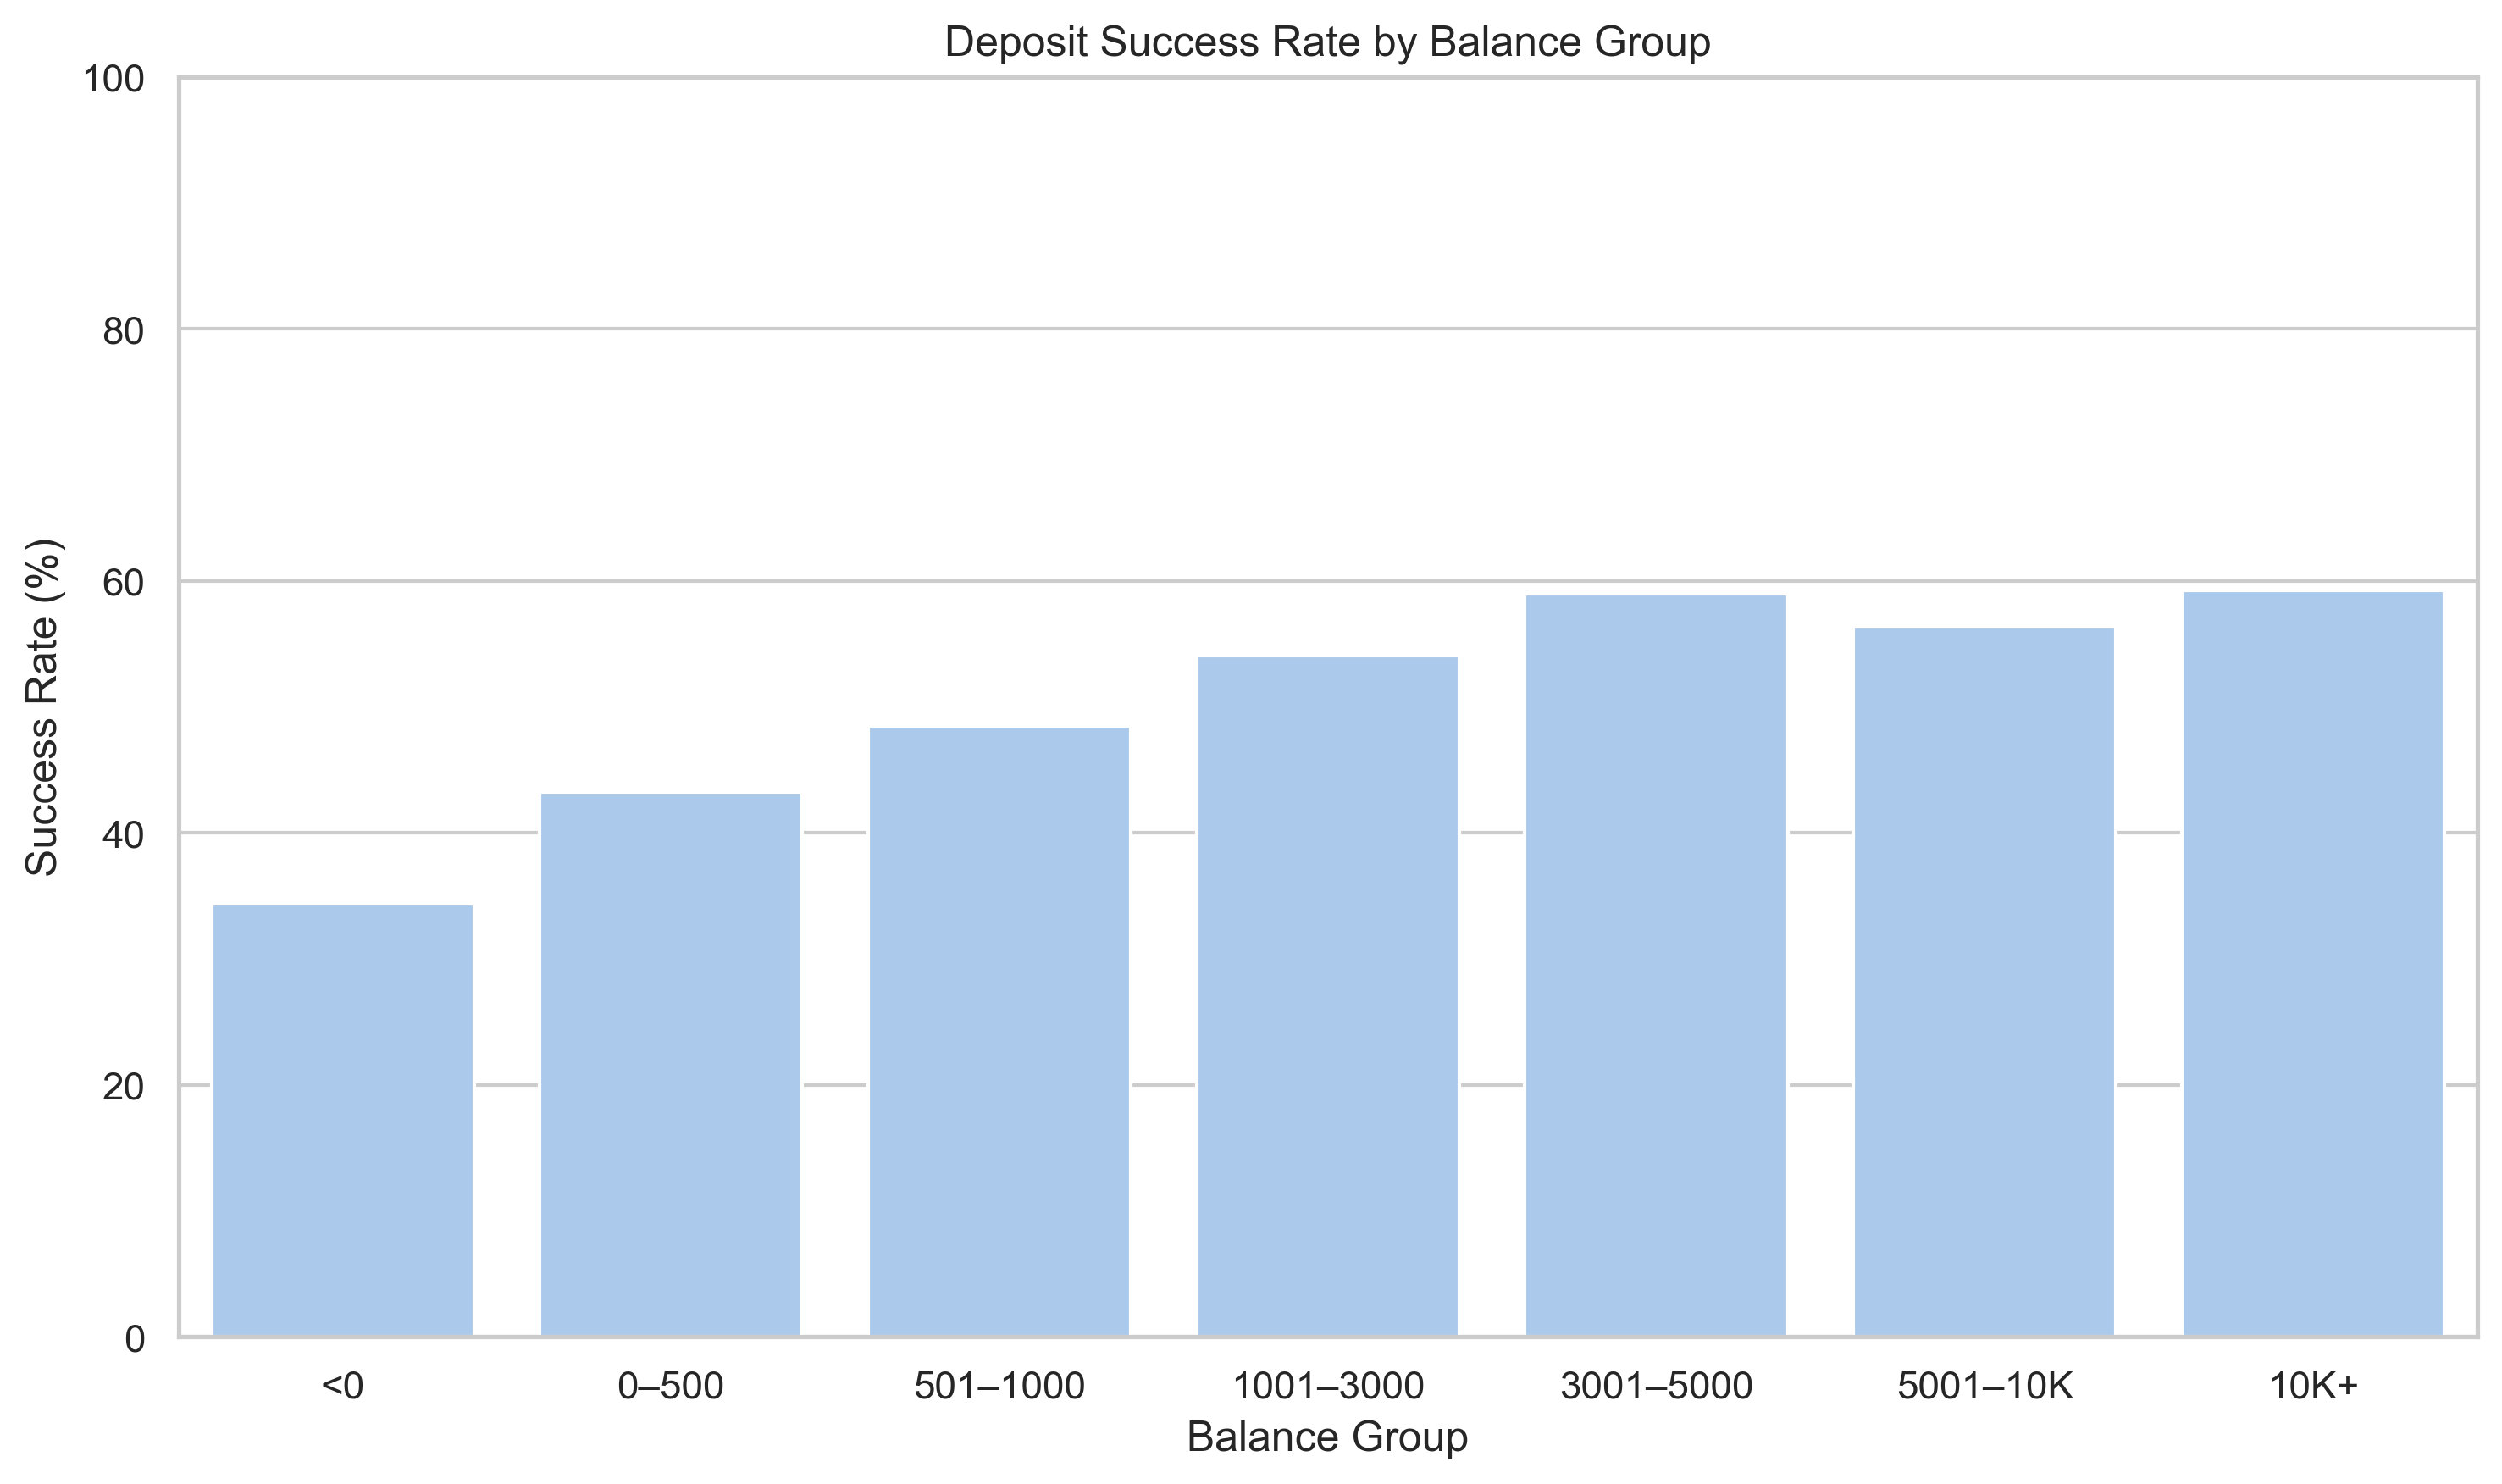 Deposit Success Rate by Balance Group
100
80
60
40
20
0
Success Rate (%)
<0
0–500
501–1000
1001–3000
3001–5000
5001–10K
10K+
Balance Group